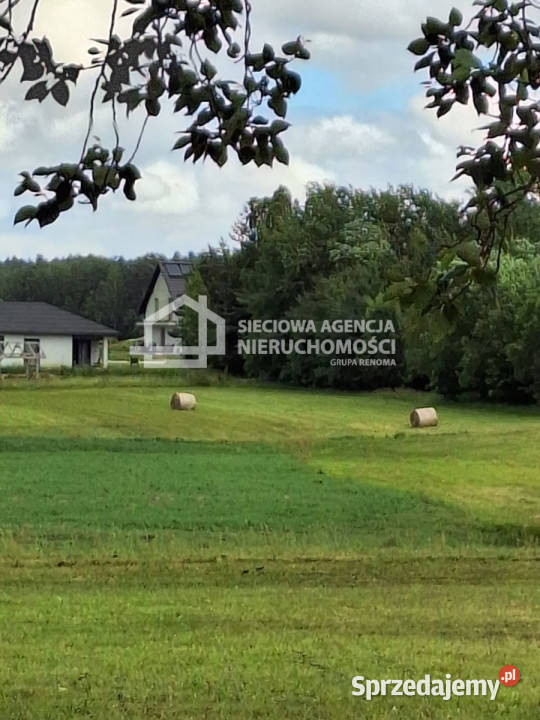 SIECIOWA AGENCJA
NIERUCHOMOŚCI
GRUPA RENOMA
Sprzedajemy.pl